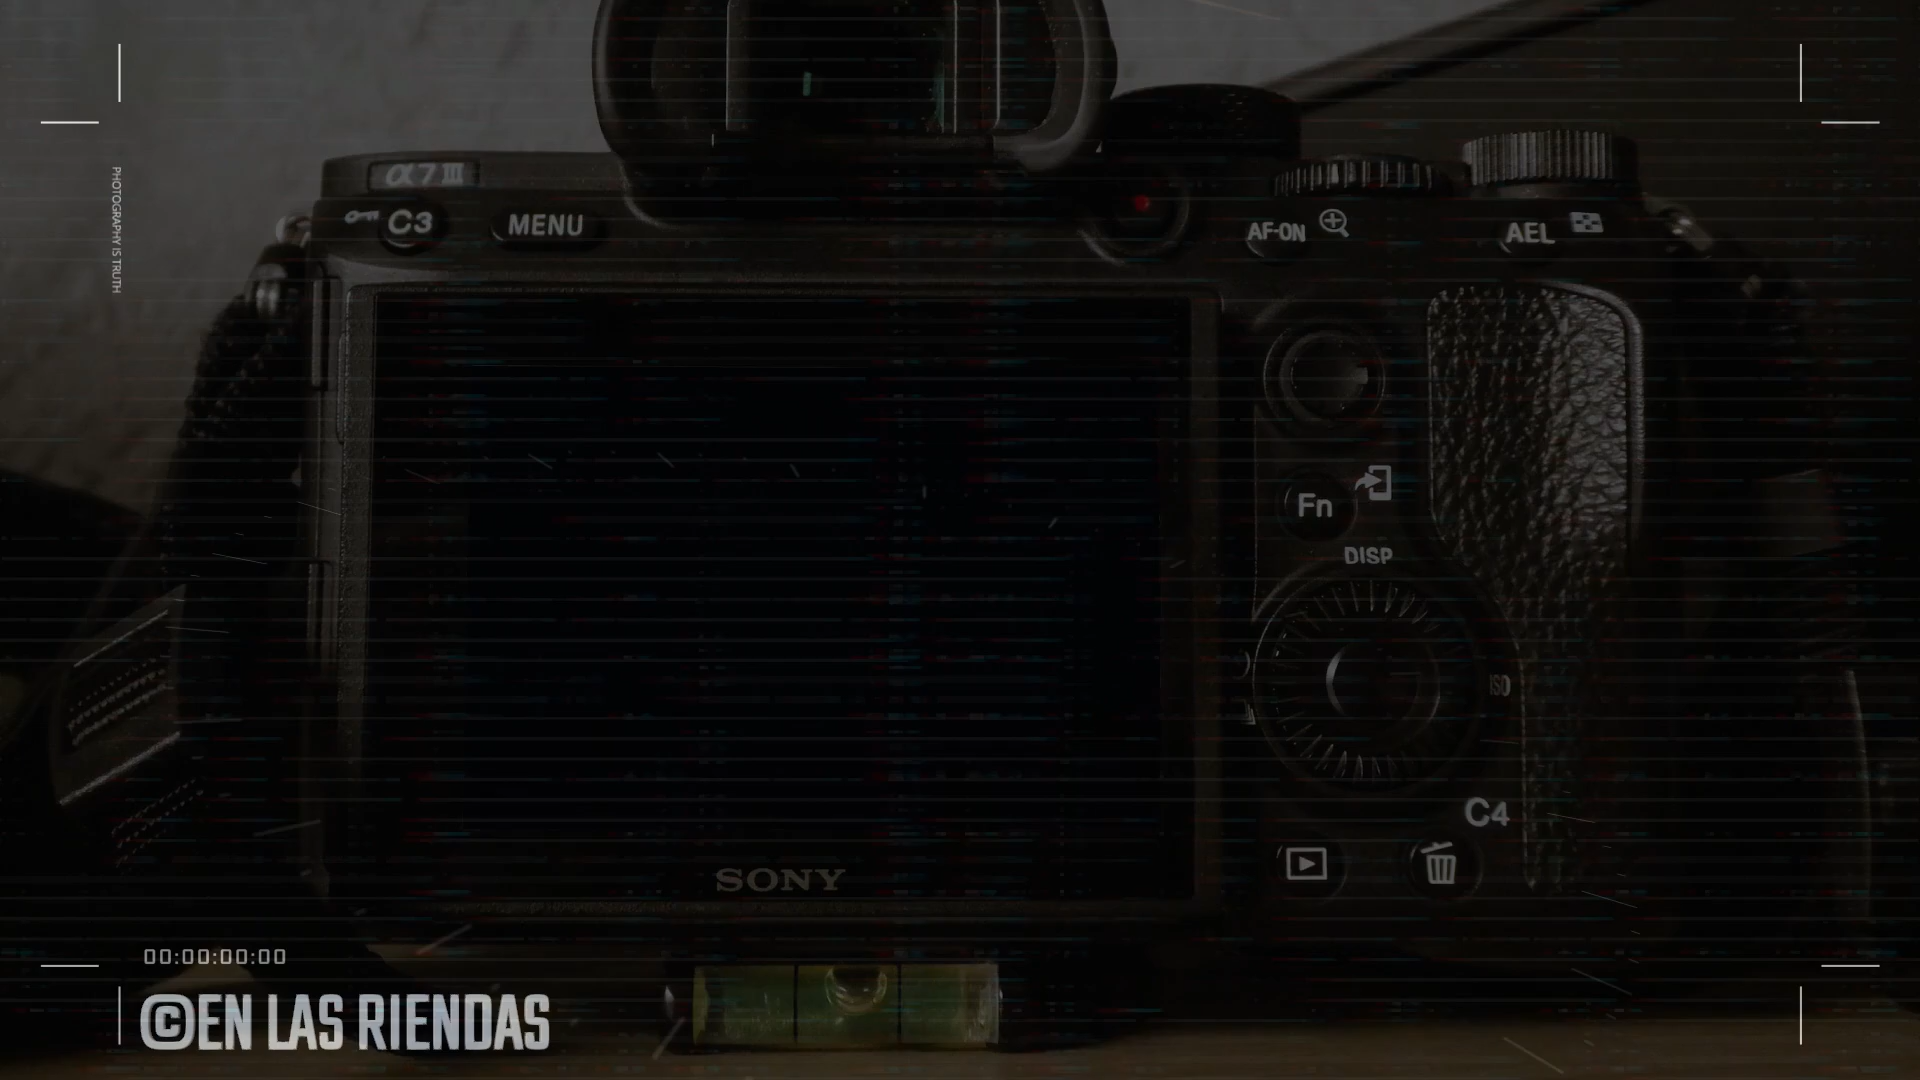 α7III
C3
MENU
AF-ON
AEL
PHOTOGRAPHY IS TRUTH
Fn
DISP
ISO
C4
SONY
00:00:00:00
©EN LAS RIENDAS